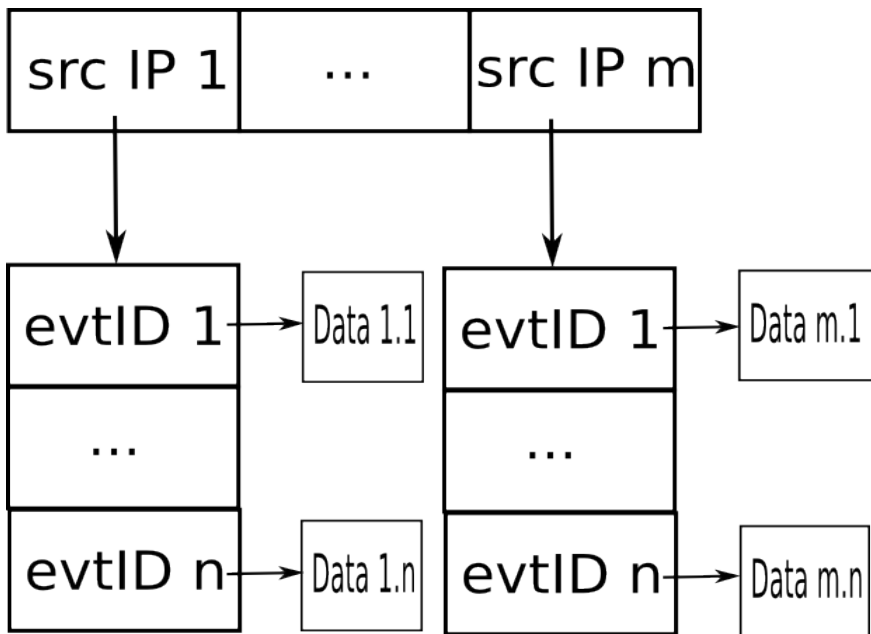 src IP 1 ... src IP m
evtID 1 Data 1.1 evtID 1 Data m.1
... ...
evtID n Data 1.n evtID n Data m.n